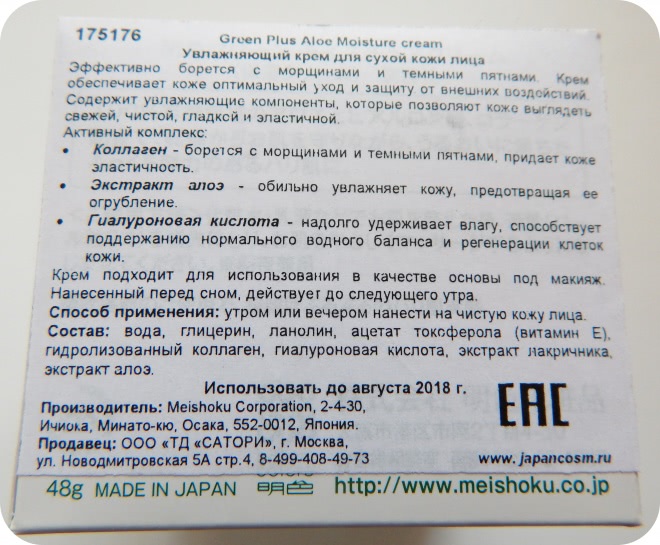 175176
Green Plus Aloe Moisture cream
Увлажняющий крем для сухой кожи лица
Эффективно борется с морщинами и темными пятнами. Крем
обеспечивает коже оптимальный уход и защиту от внешних воздействий.
Содержит увлажняющие компоненты, которые позволяют коже выглядеть
свежей, чистой, гладкой и эластичной.
Активный комплекс:
• Коллаген - борется с морщинами и темными пятнами, придает коже
эластичность.
• Экстракт алоэ - обильно увлажняет кожу, предотвращая ее
огрубление.
• Гиалуроновая кислота - надолго удерживает влагу, способствует
поддержанию нормального водного баланса и регенерации клеток
кожи.
Крем подходит для использования в качестве основы под макияж.
Нанесенный перед сном, действует до следующего утра.
Способ применения: утром или вечером нанести на чистую кожу лица.
Состав: вода, глицерин, ланолин, ацетат токоферола (витамин Е),
гидролизованный коллаген, гиалуроновая кислота, экстракт лакричника,
экстракт алоэ.
Использовать до августа 2018 г.
EAC
Производитель: Meishoku Corporation, 2-4-30,
Ичиока, Минато-кю, Осака, 552-0012, Япония.
Продавец: ООО «ТД «САТОРИ», г. Москва,
ул. Новодмитровская 5А стр.4, 8-499-408-49-73
www.japancosm.ru
48g MADE IN JAPAN 明色 http://www.meishoku.co.jp